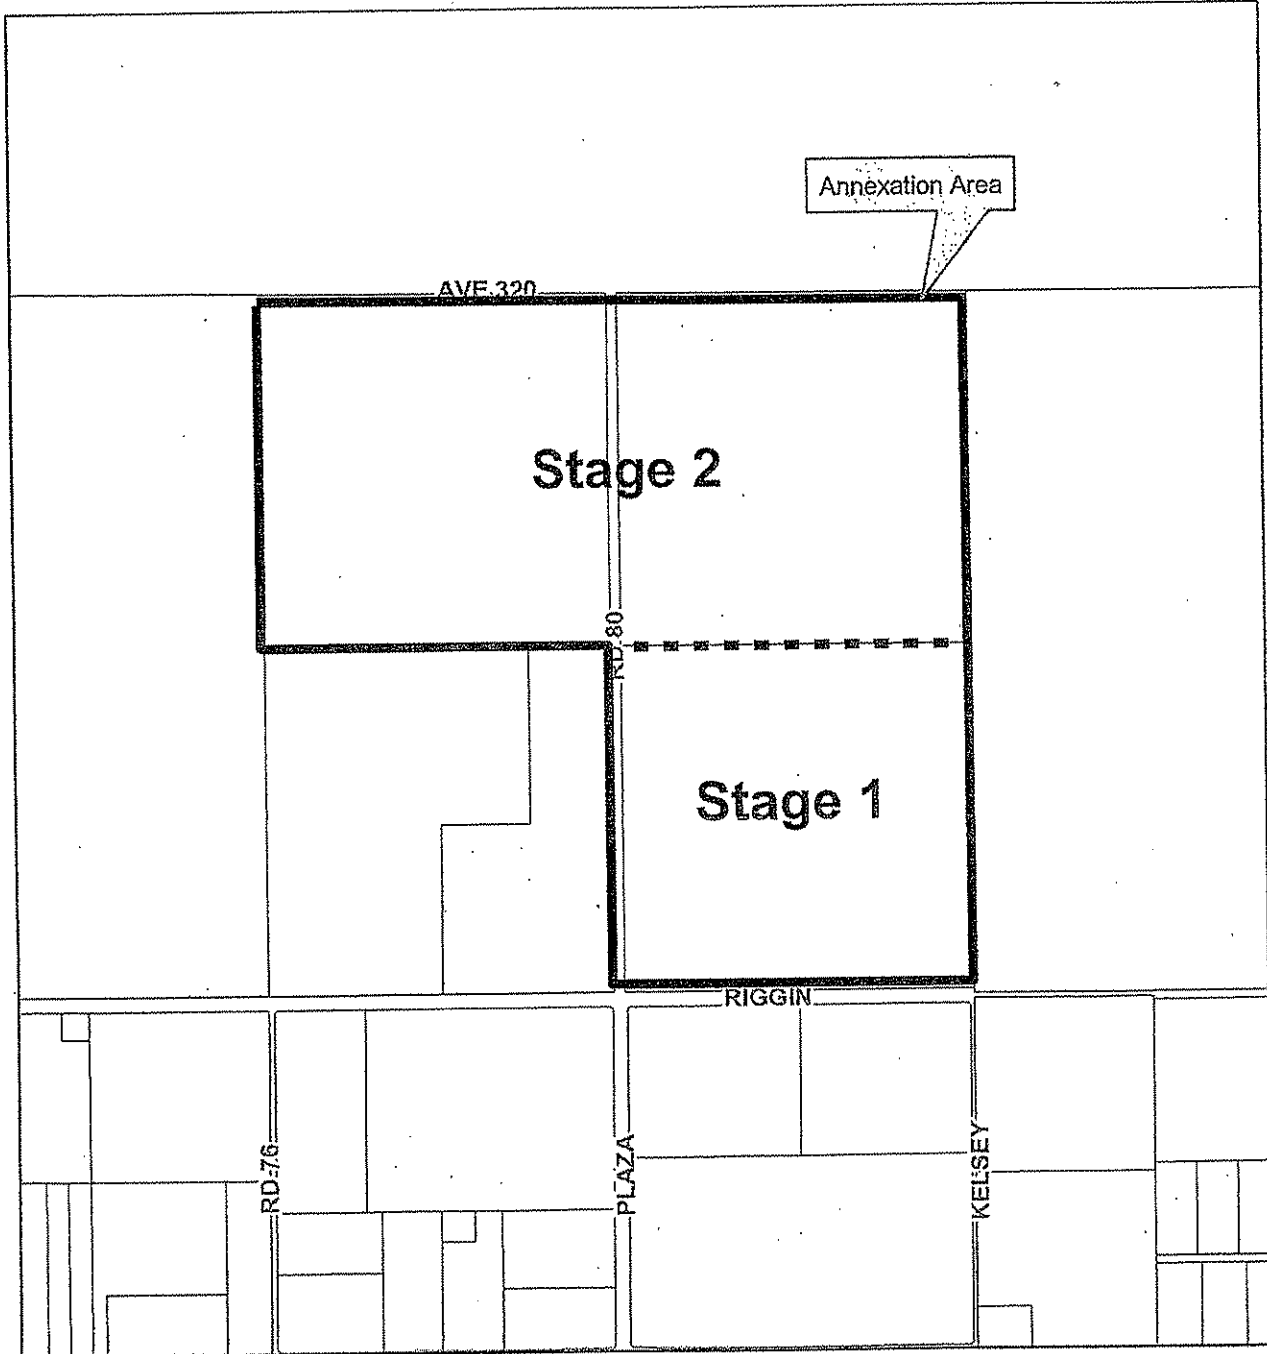 Annexation Area
AVE 320
Stage 2
RD 80
Stage 1
RIGGIN
RD 76
PLAZA
KELSEY